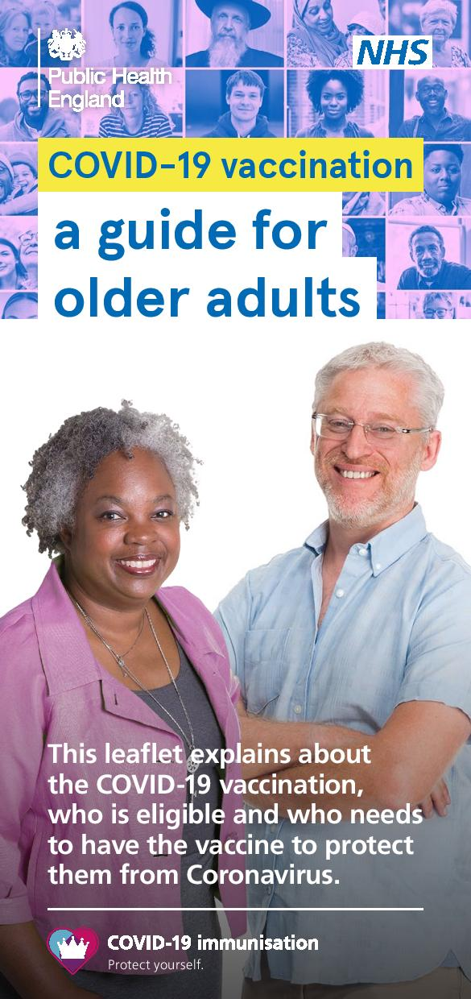 Public Health
England
NHS
COVID-19 vaccination
a guide for
older adults
This leaflet explains about
the COVID-19 vaccination,
who is eligible and who needs
to have the vaccine to protect
them from Coronavirus.
COVID-19 immunisation
Protect yourself.